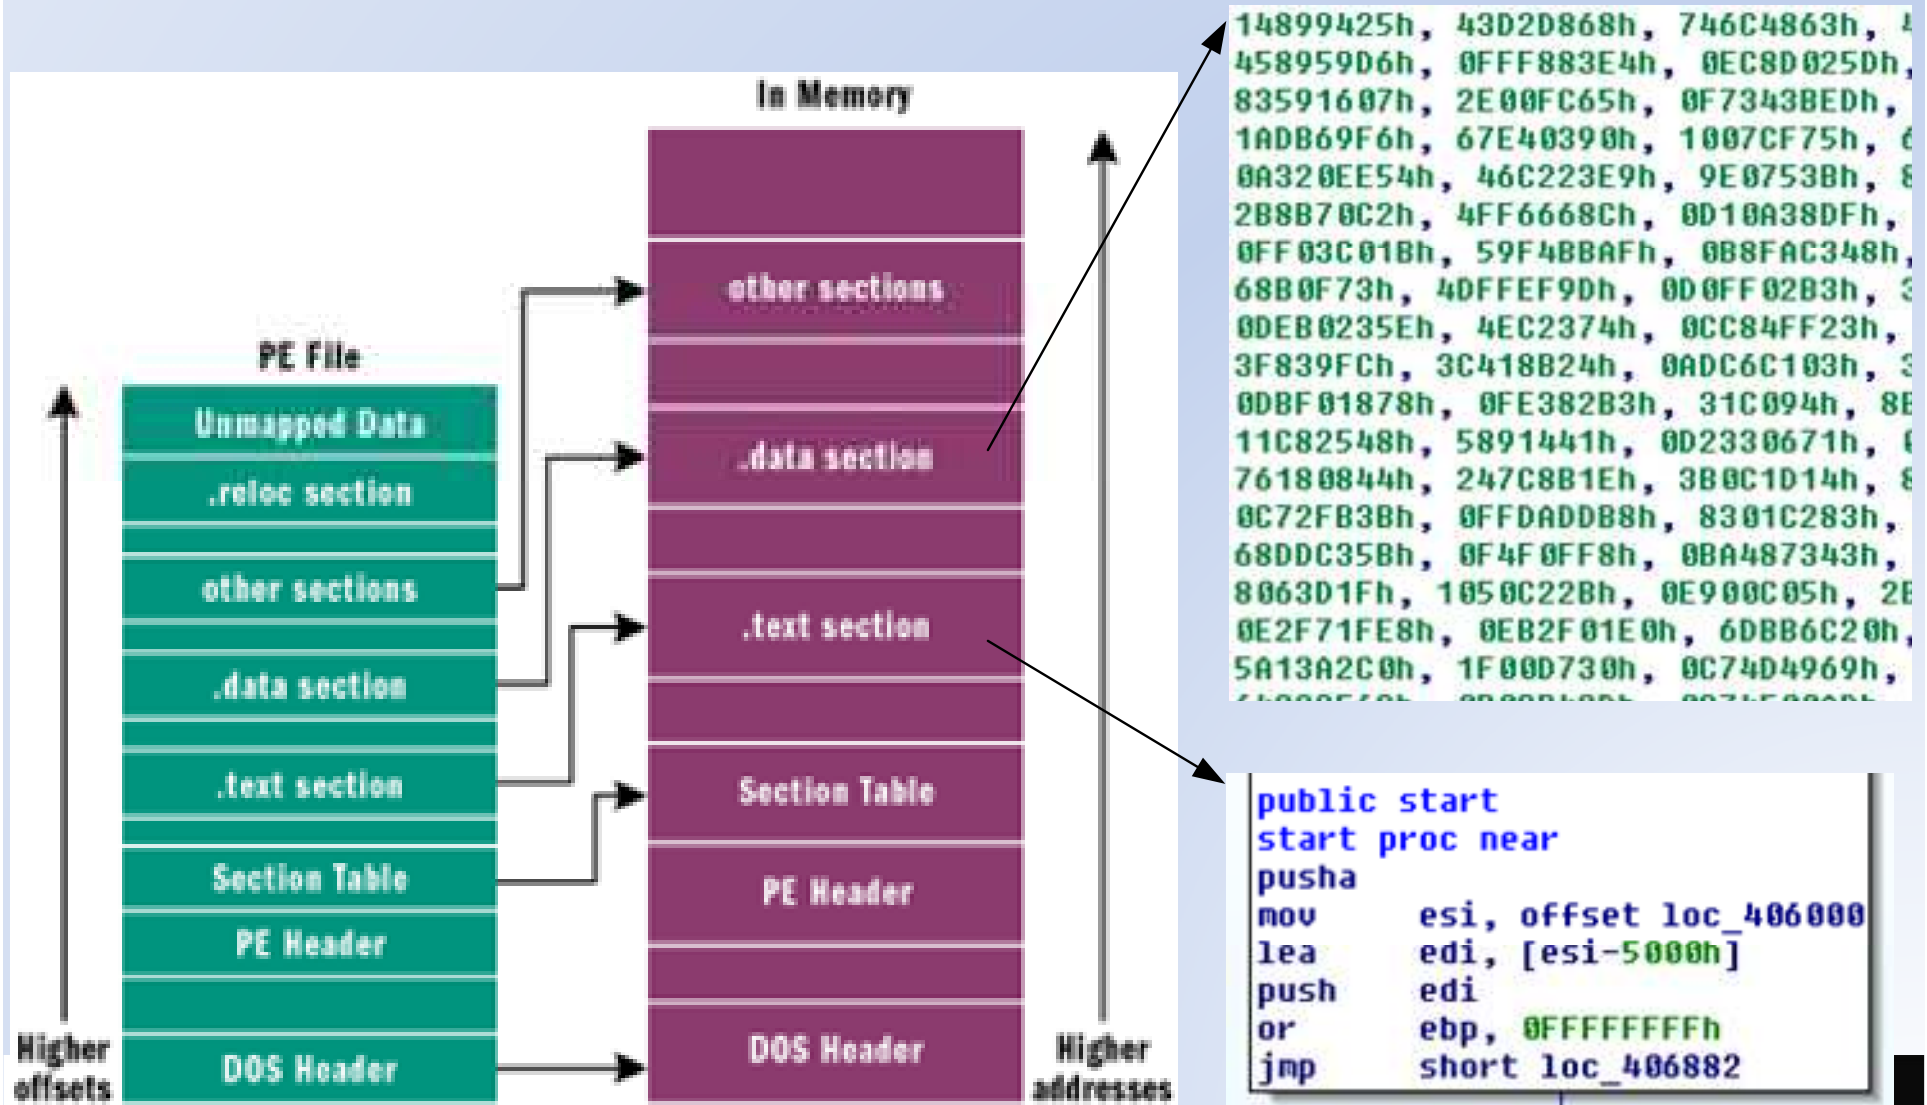 In Memory
other sections
.data section
.text section
Section Table
PE Header
DOS Header
Higher
addresses
PE File
Unmapped Data
.reloc section
other sections
.data section
.text section
Section Table
PE Header
DOS Header
Higher
offsets
14899425h, 43D2D868h, 746C4863h,
458959D6h, 0FFF883E4h, 0EC8D025Dh,
83591607h, 2E00FC65h, 0F7343BEDh,
1ADB69F6h, 67E40390h, 1007CF75h,
0A320EE54h, 46C223E9h, 9E0753Bh,
2B8B70C2h, 4FF6668Ch, 0D10A38DFh,
0FF03C01Bh, 59F4BBAFh, 0B8FAC348h,
68B0F73h, 4DFFEF9Dh, 0D0FF02B3h,
0DEB0235Eh, 4EC2374h, 0CC84FF23h,
3F839FCh, 3C418B24h, 0ADC6C103h,
0DBF01878h, 0FE382B3h, 31C094h,
11C82548h, 5891441h, 0D2330671h,
76180844h, 247C8B1Eh, 3B0C1D14h,
0C72FB3Bh, 0FFDADDB8h, 8301C283h,
68DDC35Bh, 0F4F0FF8h, 0BA487343h,
8063D1Fh, 1050C22Bh, 0E900C05h,
0E2F71FE8h, 0EB2F01E0h, 6DBB6C20h,
5A13A2C0h, 1F00D730h, 0C74D4969h,
public start
start proc near
pusha
mov esi, offset loc_406000
lea edi, [esi-5000h]
push edi
or ebp, 0FFFFFFFFh
jmp short loc_406882